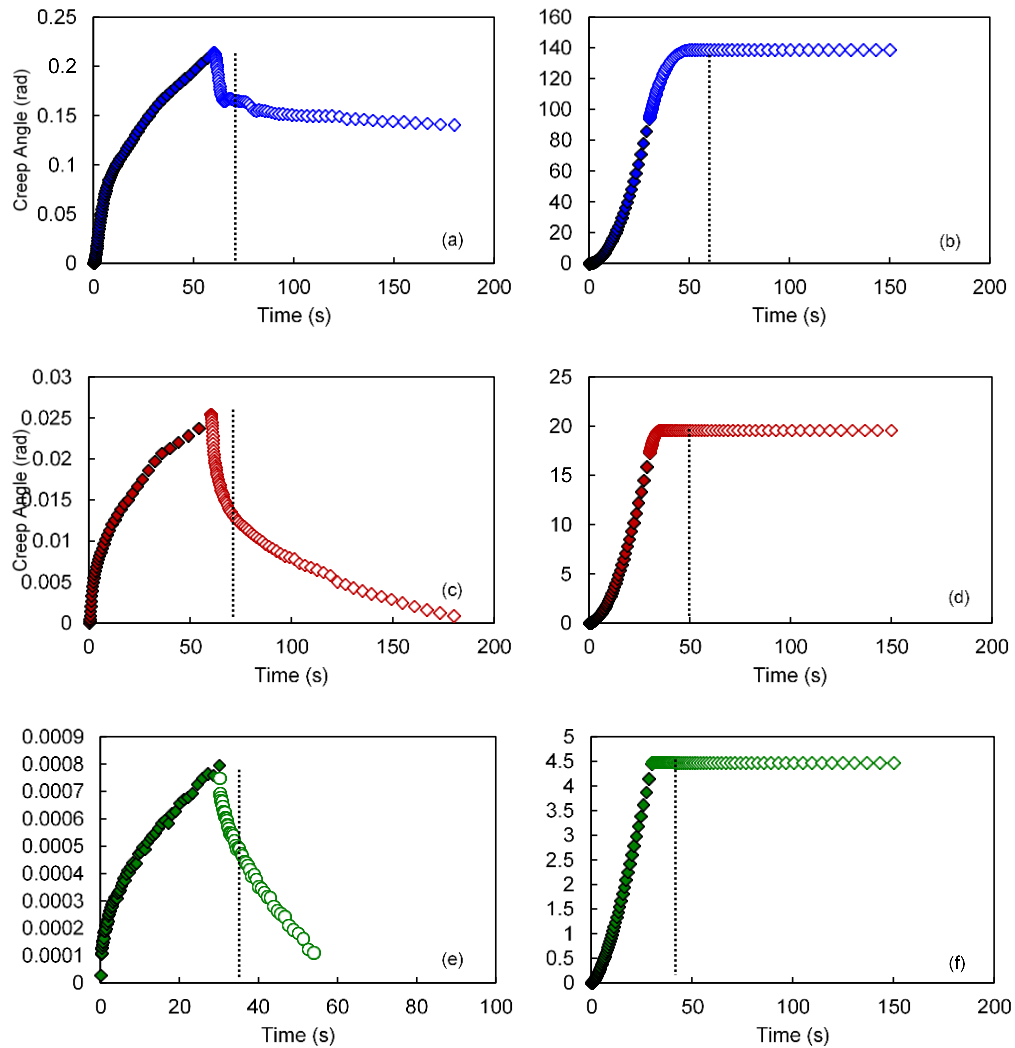 0.25
0.2
0.15
0.1
0.05
0
Creep Angle (rad)
0 50 100 150 200
Time (s)
(a)
160
140
120
100
80
60
40
20
0
0 50 100 150 200
Time (s)
(b)
0.03
0.025
0.02
0.015
0.01
0.005
0
Creep Angle (rad)
0 50 100 150 200
Time (s)
(c)
25
20
15
10
5
0
0 50 100 150 200
Time (s)
(d)
0.0009
0.0008
0.0007
0.0006
0.0005
0.0004
0.0003
0.0002
0.0001
0
0 20 40 60 80 100
Time (s)
(e)
5
4.5
4
3.5
3
2.5
2
1.5
1
0.5
0
0 50 100 150 200
Time (s)
(f)